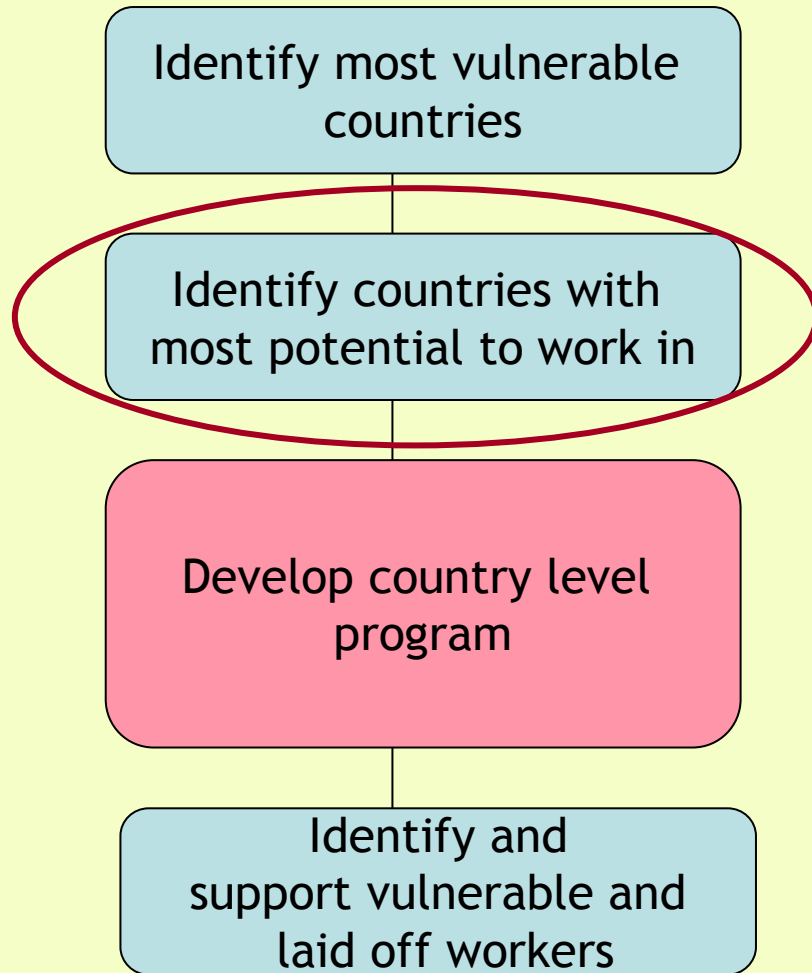 Identify most vulnerable
countries
Identify countries with
most potential to work in
Develop country level
program
Identify and
support vulnerable and
laid off workers